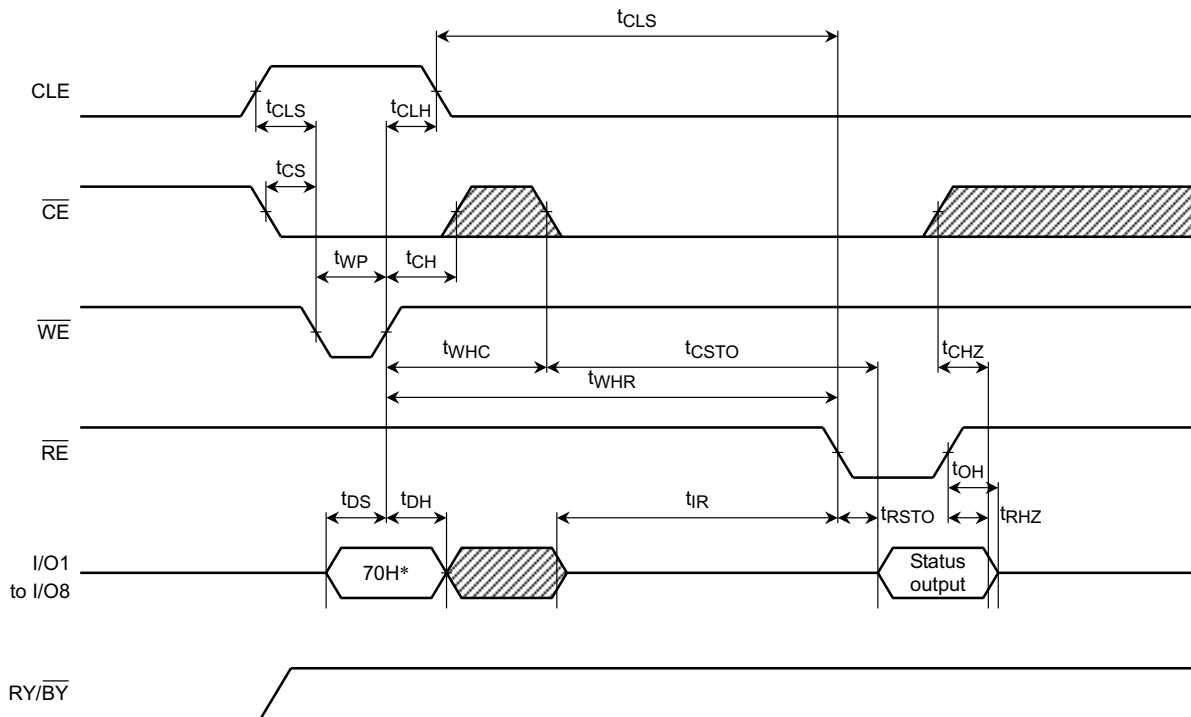 tCLS
CLE
tCLS
tCLH
tCS
CE
tWP
tCH
WE
tWHC
tCSTO
tCHZ
tWHR
RE
tOH
tDS
tDH
tIR
tRSTO
tRHZ
I/O1
to I/O8
70H*
Status
output
RY/BY